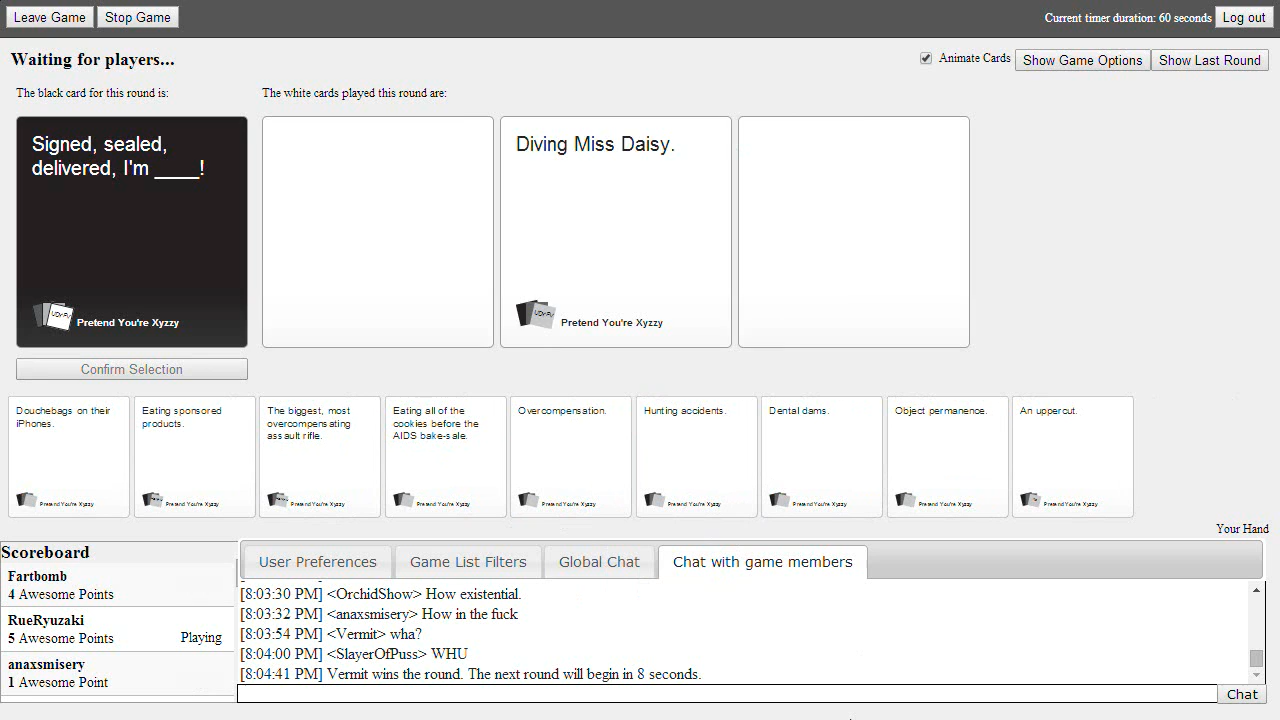 Leave Game Stop Game Current timer duration: 60 seconds Log out
Waiting for players... Animate Cards Show Game Options Show Last Round
The black card for this round is: The white cards played this round are:
Signed, sealed,
delivered, I'm ____!
Pretend You're Xyzzy
Diving Miss Daisy.
Pretend You're Xyzzy
Confirm Selection
Douchebags on their
iPhones.
Pretend You're Xyzzy
Eating sponsored
products.
Pretend You're Xyzzy
The biggest, most
overcompensating
assault rifle.
Pretend You're Xyzzy
Eating all of the
cookies before the
AIDS bake-sale.
Pretend You're Xyzzy
Overcompensation.
Pretend You're Xyzzy
Hunting accidents.
Pretend You're Xyzzy
Dental dams.
Pretend You're Xyzzy
Object permanence.
Pretend You're Xyzzy
An uppercut.
Pretend You're Xyzzy
Your Hand
Scoreboard
Fartbomb
4 Awesome Points
RueRyuzaki
5 Awesome Points Playing
anaxsmisery
1 Awesome Point
User Preferences Game List Filters Global Chat Chat with game members
[8:03:30 PM] <OrchidShow> How existential.
[8:03:32 PM] <anaxsmisery> How in the fuck
[8:03:54 PM] <Vermit> wha?
[8:04:00 PM] <SlayerOfPuss> WHU
[8:04:41 PM] Vermit wins the round. The next round will begin in 8 seconds.
Chat